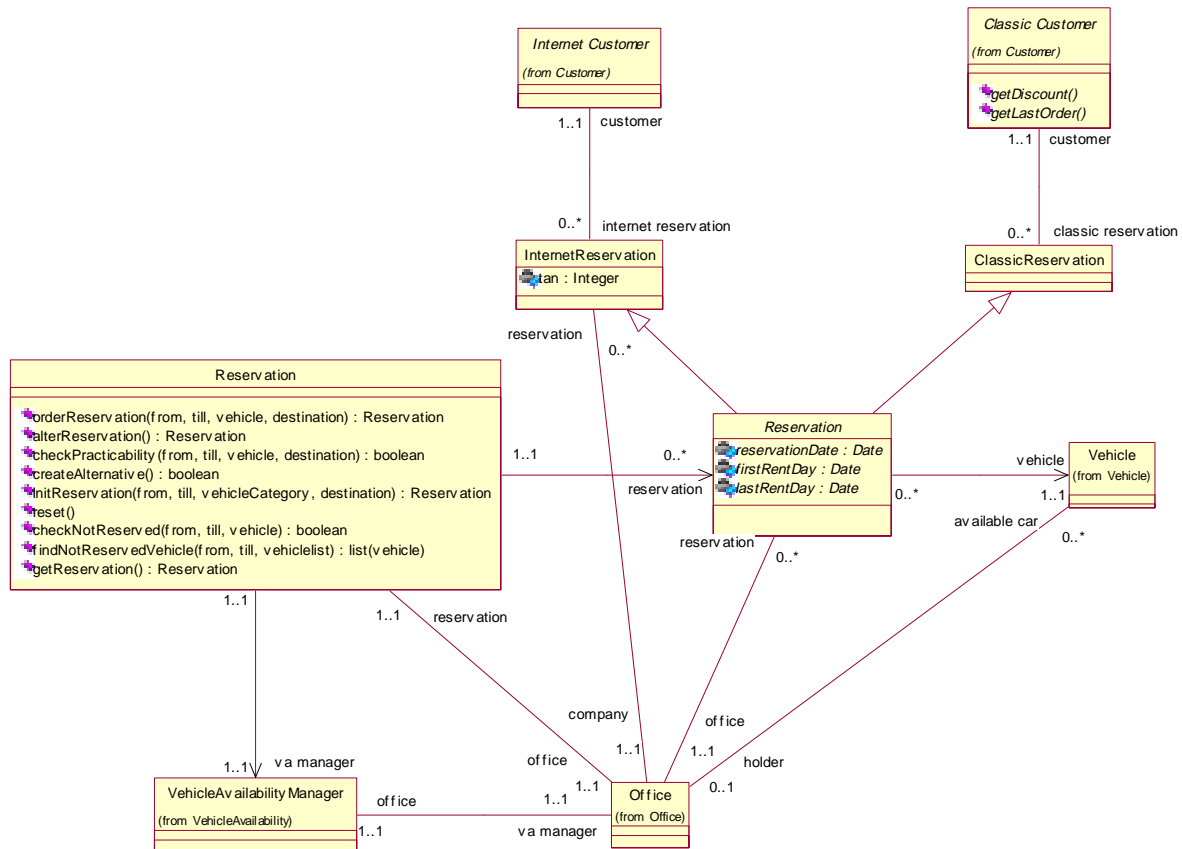 Internet Customer
(from Customer)
1..1
customer
0..*
internet reservation
InternetReservation
tan : Integer
reservation
0..*
Classic Customer
(from Customer)
getDiscount()
getLastOrder()
1..1
customer
0..*
classic reservation
ClassicReservation
Reservation
orderReservation(from, till, vehicle, destination) : Reservation
alterReservation() : Reservation
checkPracticability(from, till, vehicle, destination) : boolean
createAlternative() : boolean
InitReservation(from, till, vehicleCategory, destination) : Reservation
reset()
checkNotReserved(from, till, vehicle) : boolean
findNotReservedVehicle(from, till, vehiclelist) : list(vehicle)
getReservation() : Reservation
1..1
0..*
reservation
Reservation
reservationDate : Date
firstRentDay : Date
lastRentDay : Date
vehicle
0..*
1..1
Vehicle
(from Vehicle)
available car
0..*
reservation
0..*
1..1
1..1
reservation
company
1..1
office
1..1
holder
0..1
1..1
va manager
office
1..1
VehicleAvailabilityManager
(from VehicleAvailability)
office
1..1
1..1
va manager
Office
(from Office)